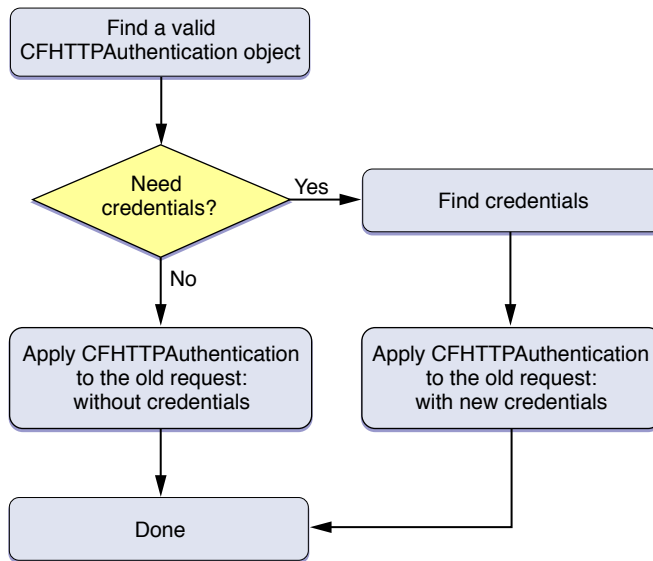 Find a valid
CFHTTPAuthentication object
Need
credentials?
Yes
Find credentials
No
Apply CFHTTPAuthentication
to the old request:
without credentials
Apply CFHTTPAuthentication
to the old request:
with new credentials
Done